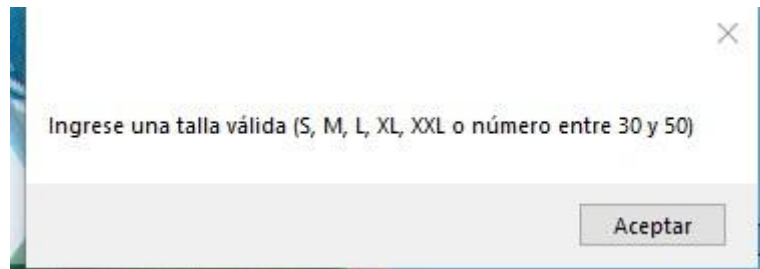 Ingrese una talla válida (S, M, L, XL, XXL o número entre 30 y 50)
Aceptar